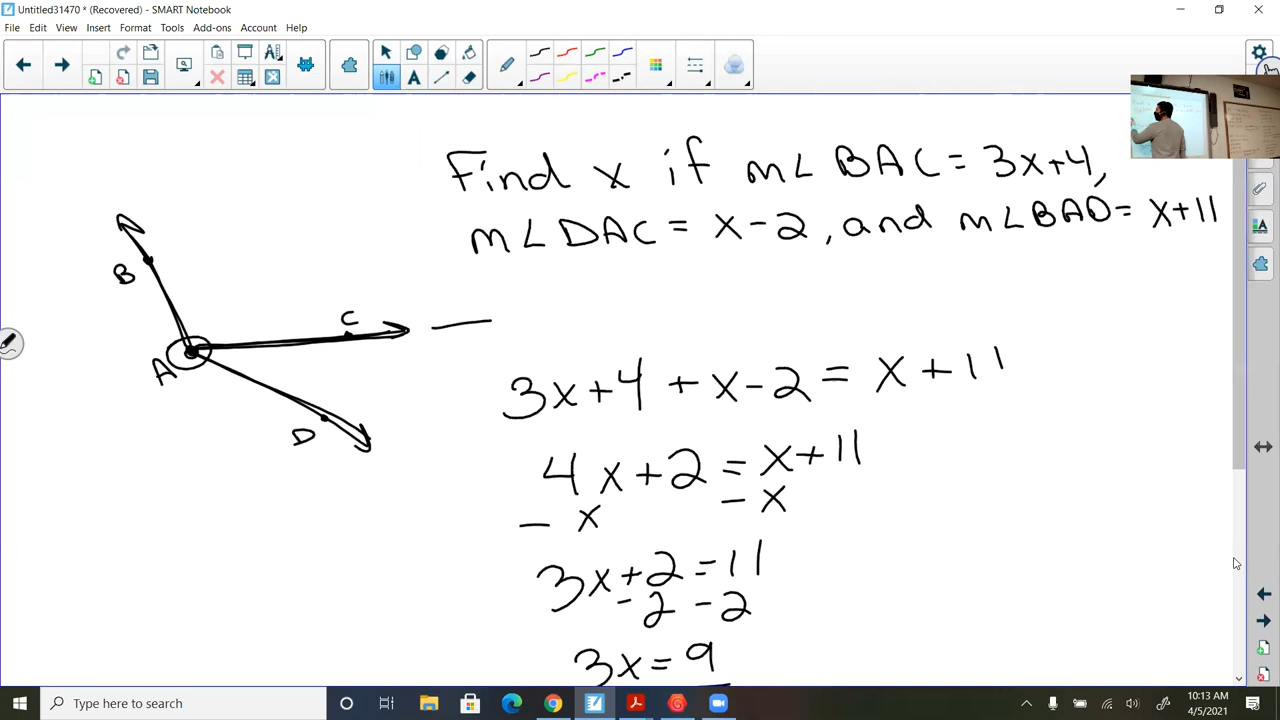 Untitled31470 * (Recovered) - SMART Notebook
File Edit View Insert Format Tools Add-ons Account Help
Find x if m∠BAC = 3x+4,
m∠DAC = x-2, and m∠BAD = x+11
B
C
A
D
3x+4 + x-2 = x+11
4x+2 = x+11
- x - x
3x+2 = 11
-2 -2
3x = 9
Type here to search
10:13 AM
4/5/2021